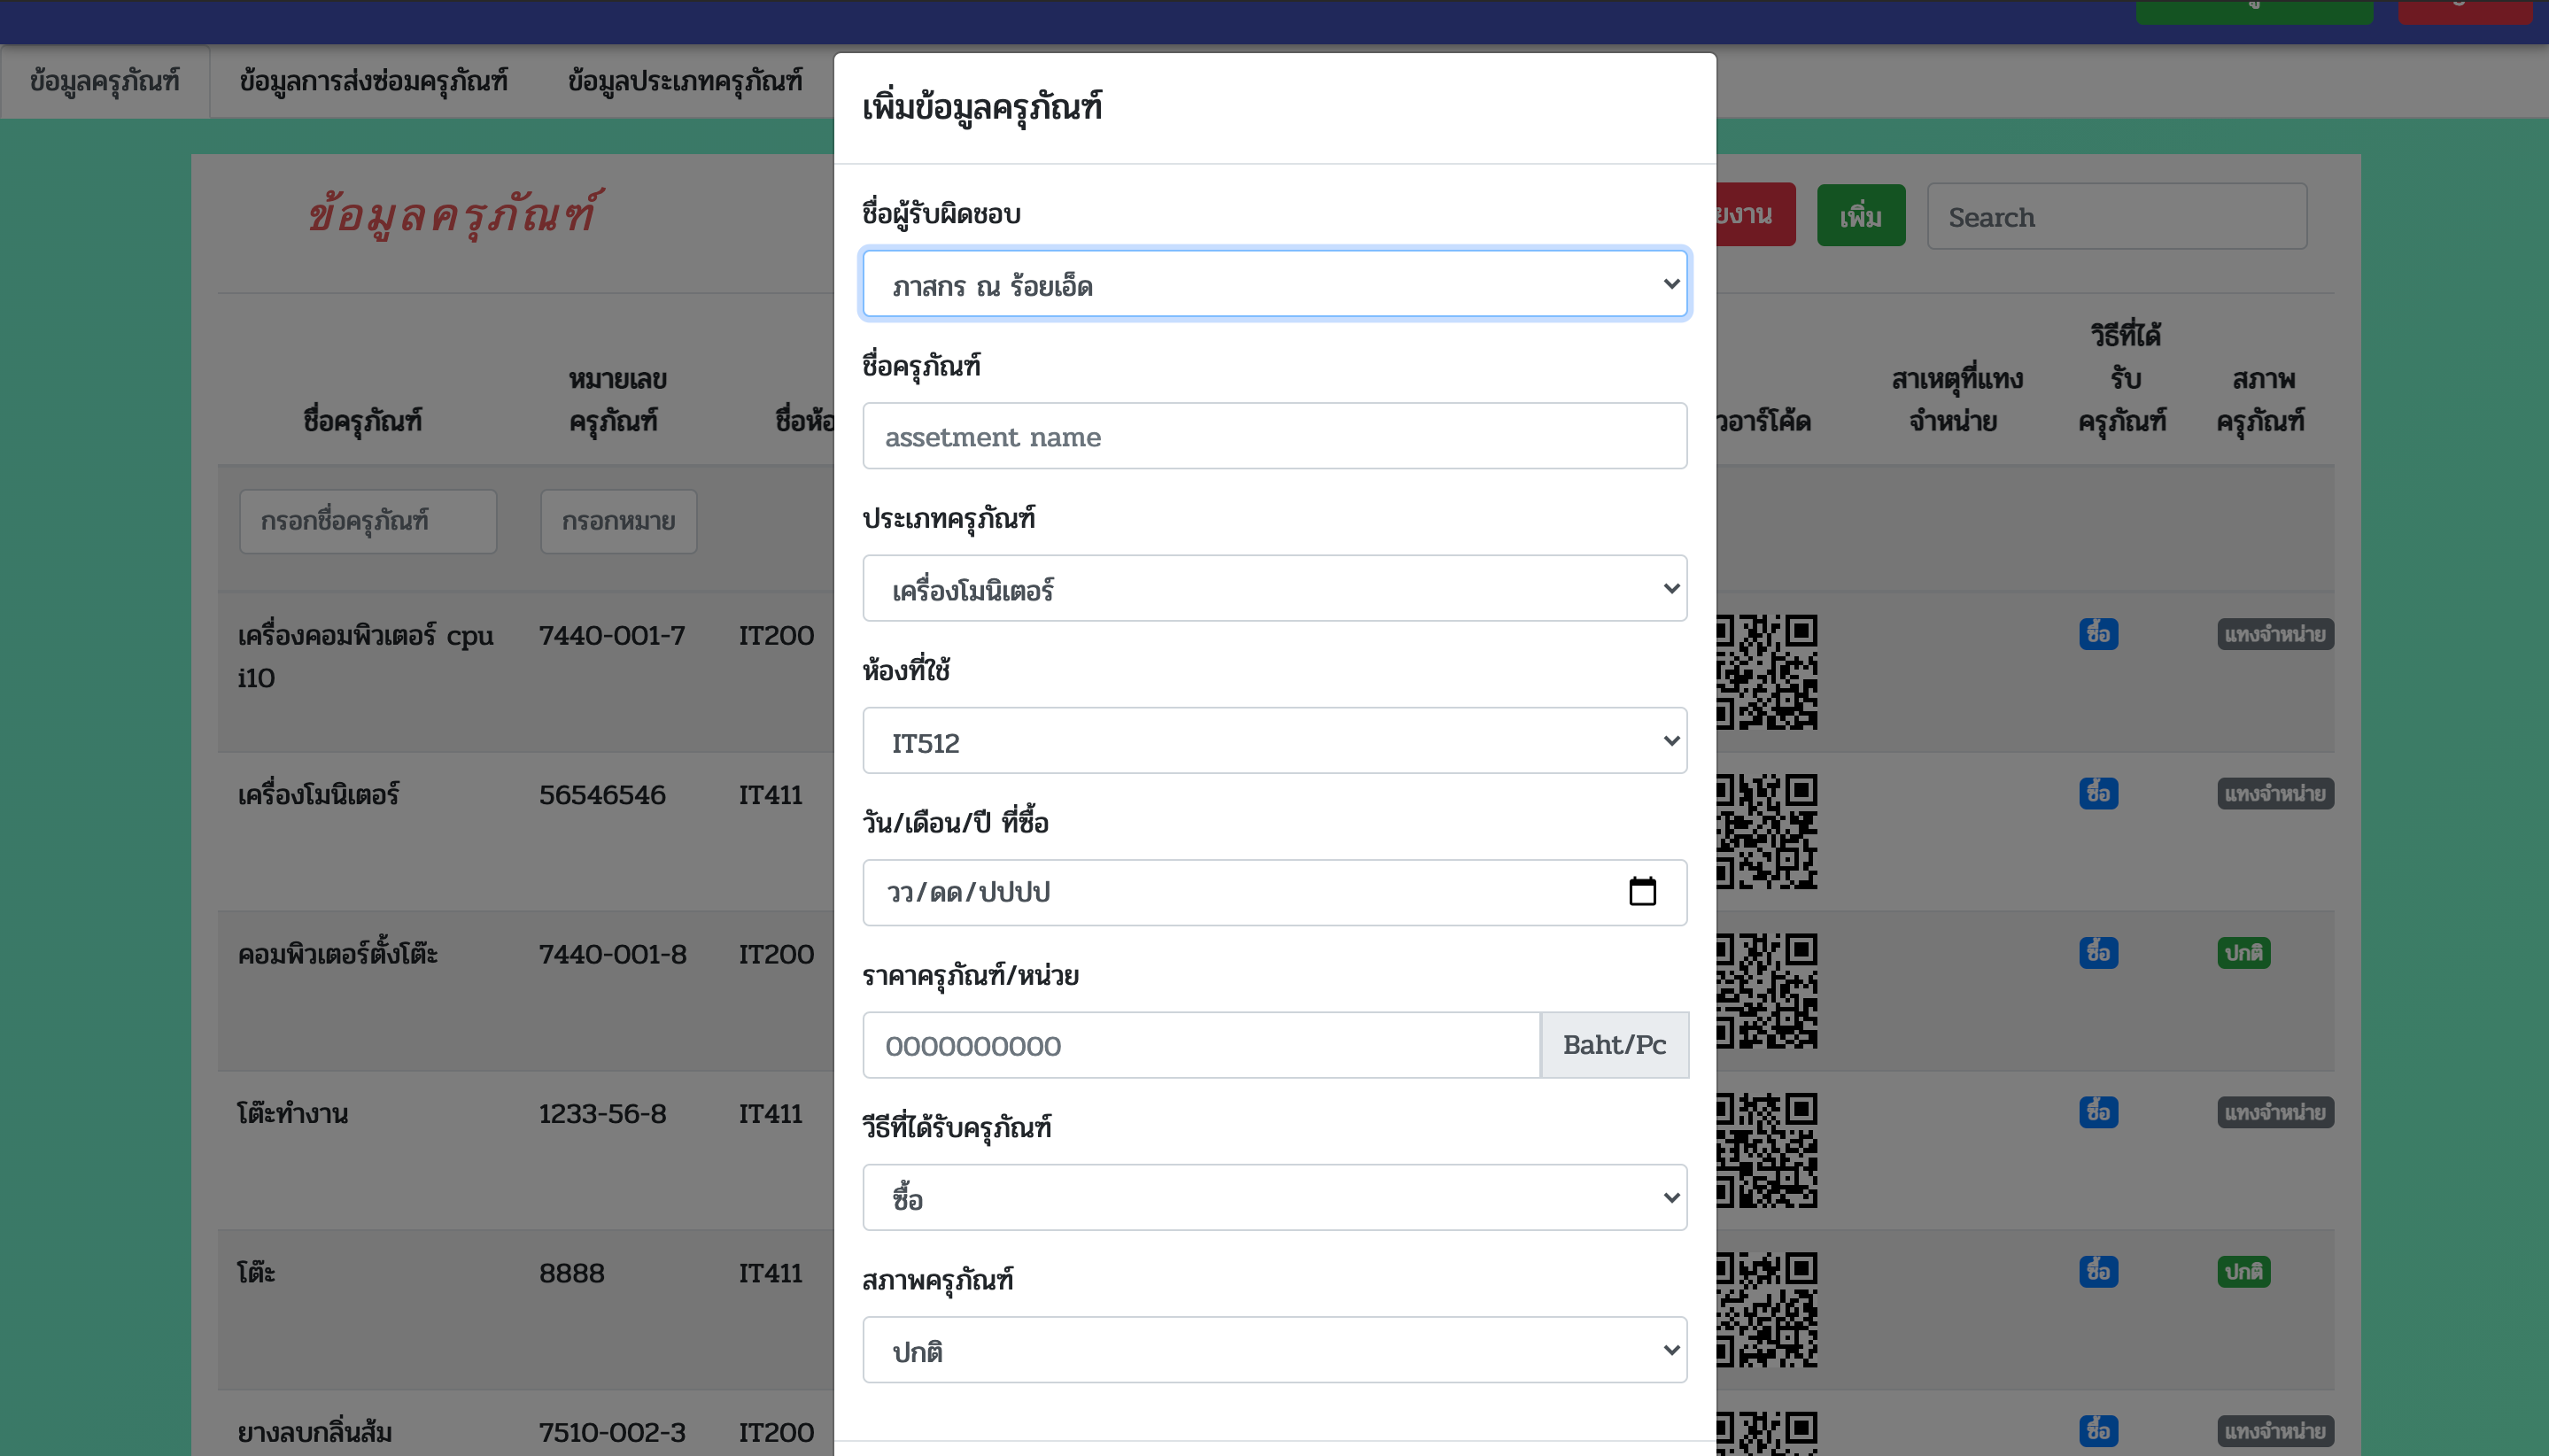 ข้อมูลครุภัณฑ์
ข้อมูลการส่งซ่อมครุภัณฑ์
ข้อมูลประเภทครุภัณฑ์
เพิ่มข้อมูลครุภัณฑ์
ชื่อผู้รับผิดชอบ
ภาสกร ณ ร้อยเอ็ด
ชื่อครุภัณฑ์
assetment name
ประเภทครุภัณฑ์
เครื่องโมนิเตอร์
ห้องที่ใช้
IT512
วัน/เดือน/ปี ที่ซื้อ
วว/ดด/ปปปป
ราคาครุภัณฑ์/หน่วย
0000000000 Baht/Pc
วีธีที่ได้รับครุภัณฑ์
ซื้อ
สภาพครุภัณฑ์
ปกติ
ข้อมูลครุภัณฑ์
ยงาน
เพิ่ม
Search
ชื่อครุภัณฑ์
หมายเลข
ครุภัณฑ์
ชื่อห้อ
วอาร์โค้ด
สาเหตุที่แทง
จำหน่าย
วิธีที่ได้
รับ
ครุภัณฑ์
สภาพ
ครุภัณฑ์
กรอกชื่อครุภัณฑ์
กรอกหมาย
เครื่องคอมพิวเตอร์ cpu
i10
7440-001-7 IT200 ซื้อ แทงจำหน่าย
เครื่องโมนิเตอร์ 56546546 IT411 ซื้อ แทงจำหน่าย
คอมพิวเตอร์ตั้งโต๊ะ 7440-001-8 IT200 ซื้อ ปกติ
โต๊ะทำงาน 1233-56-8 IT411 ซื้อ แทงจำหน่าย
โต๊ะ 8888 IT411 ซื้อ ปกติ
ยางลบกลิ่นส้ม 7510-002-3 IT200 ซื้อ แทงจำหน่าย